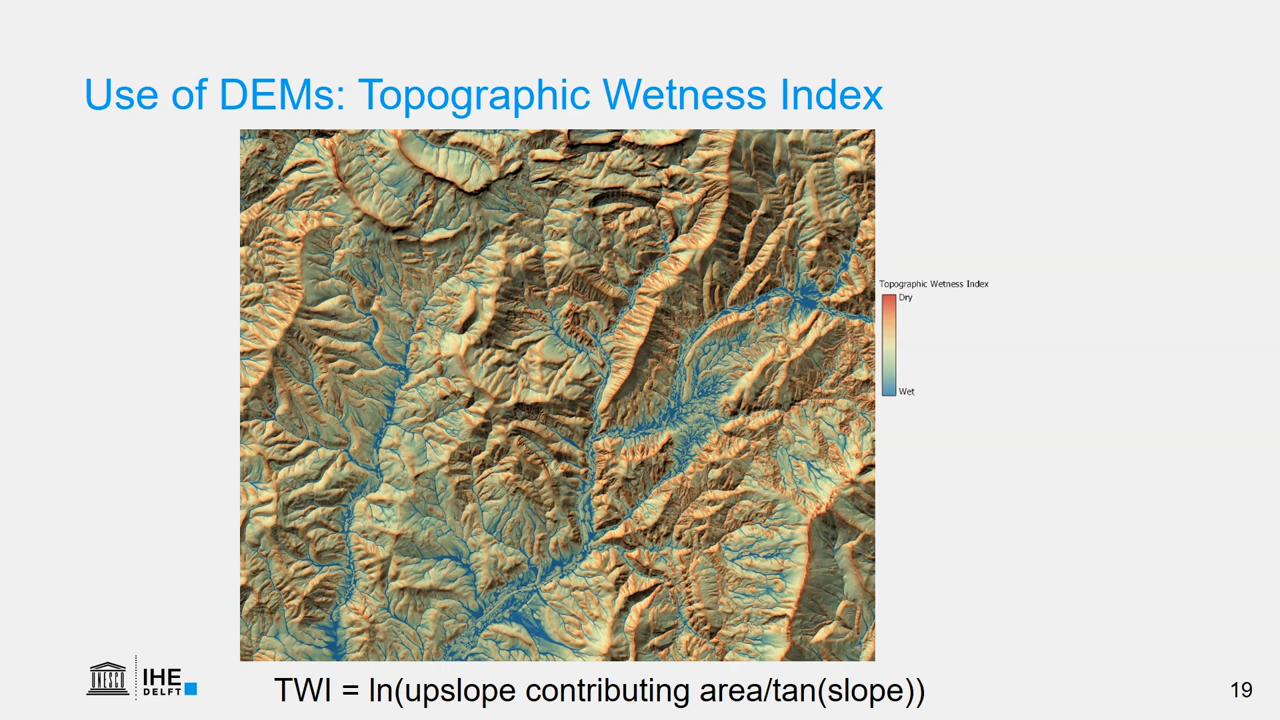 Use of DEMs: Topographic Wetness Index
Topographic Wetness Index
Dry
Wet
UNESCO
IHE
DELFT
TWI = ln(upslope contributing area/tan(slope))
19